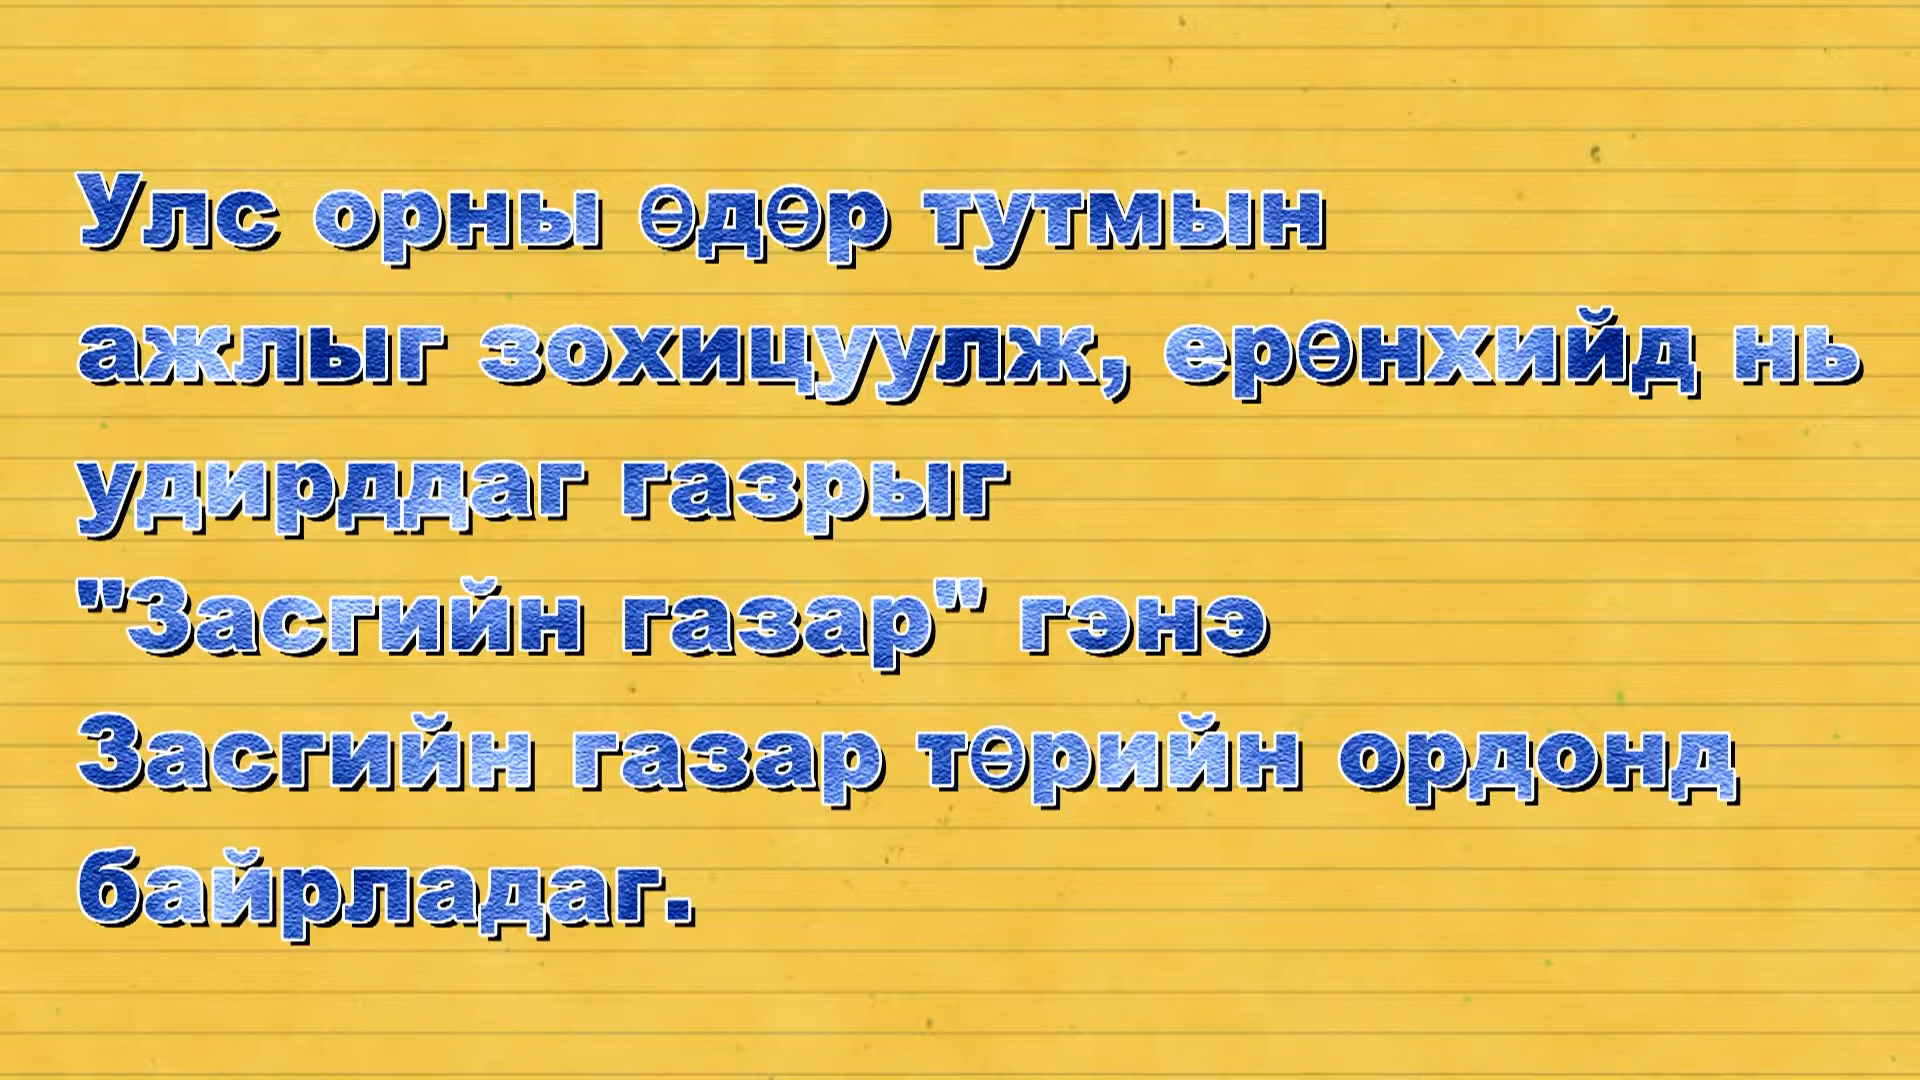 Улс орны өдөр тутмын
ажлыг зохицуулж, ерөнхийд нь
удирддаг газрыг
"Засгийн газар" гэнэ
Засгийн газар төрийн ордонд
байрладаг.